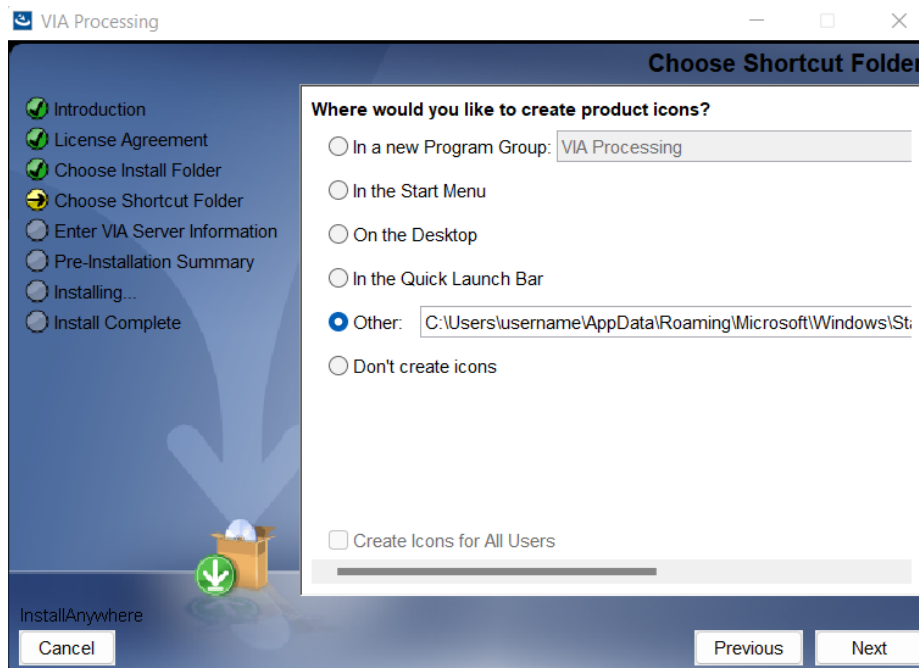 VIA Processing
Choose Shortcut Folder
Introduction
License Agreement
Choose Install Folder
Choose Shortcut Folder
Enter VIA Server Information
Pre-Installation Summary
Installing...
Install Complete
Where would you like to create product icons?
In a new Program Group: VIA Processing
In the Start Menu
On the Desktop
In the Quick Launch Bar
Other: C:\Users\username\AppData\Roaming\Microsoft\Windows\Sta
Don't create icons
Create Icons for All Users
InstallAnywhere
Cancel
Previous
Next